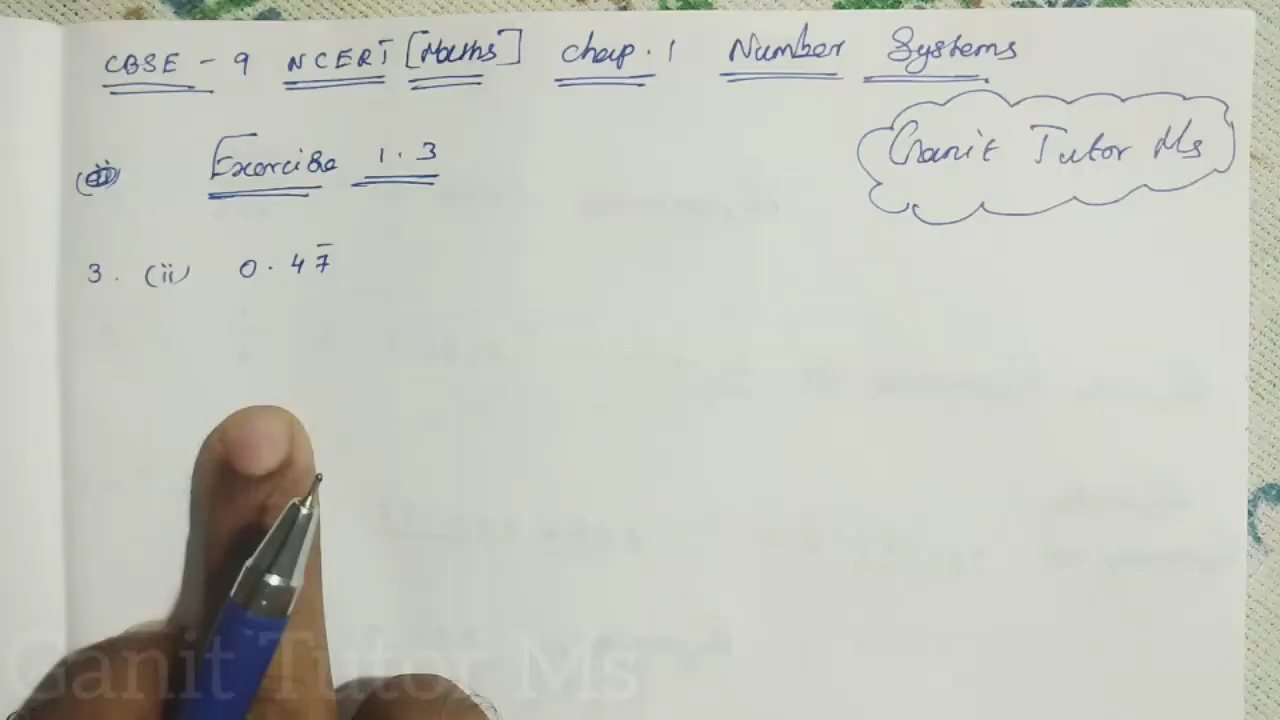 CBSE - 9 NCERT [Maths] chap. 1 Number Systems
Ganit Tutor Ms
(ii) Exercise 1.3
3. (ii) 0.47̅
Ganit Tutor Ms